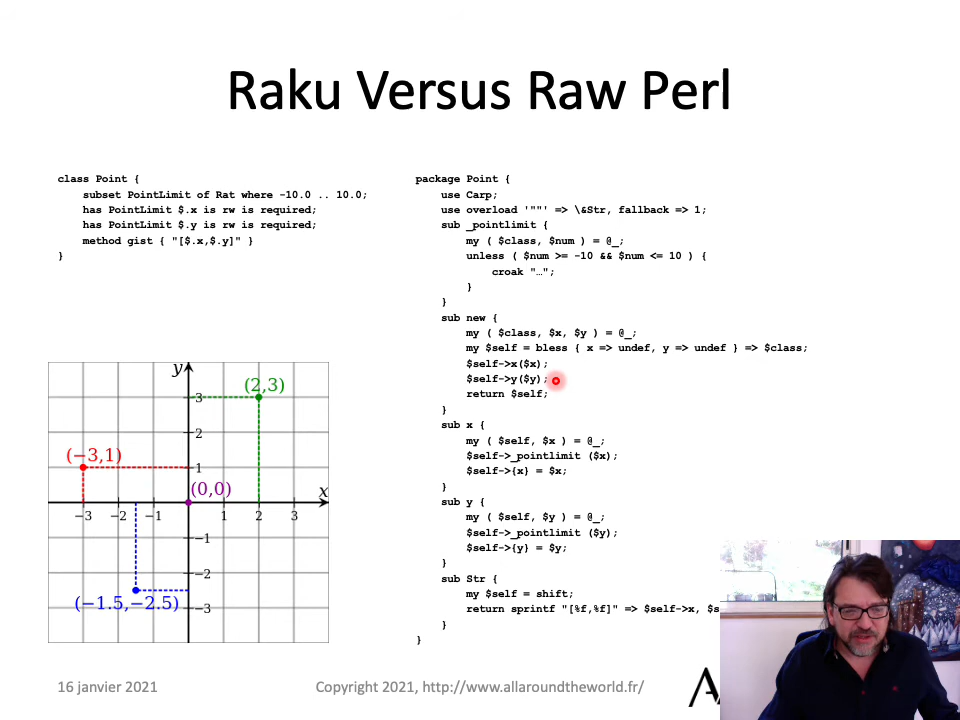 Raku Versus Raw Perl
class Point {
    subset PointLimit of Rat where -10.0 .. 10.0;
    has PointLimit $.x is rw is required;
    has PointLimit $.y is rw is required;
    method gist { "[$.x,$.y]" }
}
package Point {
    use Carp;
    use overload '""' => \&Str, fallback => 1;
    sub _pointlimit {
        my ( $class, $num ) = @_;
        unless ( $num >= -10 && $num <= 10 ) {
            croak "…";
        }
    }
    sub new {
        my ( $class, $x, $y ) = @_;
        my $self = bless { x => undef, y => undef } => $class;
        $self->x($x);
        $self->y($y);
        return $self;
    }
    sub x {
        my ( $self, $x ) = @_;
        $self->_pointlimit ($x);
        $self->{x} = $x;
    }
    sub y {
        my ( $self, $y ) = @_;
        $self->_pointlimit ($y);
        $self->{y} = $y;
    }
    sub Str {
        my $self = shift;
        return sprintf "[%f,%f]" => $self->x, $s
    }
}
y
(2,3)
3
2
(−3,1)
1
(0,0)
x
−3 −2 −1 1 2 3
−1
−2
(−1.5,−2.5)
−3
16 janvier 2021
Copyright 2021, http://www.allaroundtheworld.fr/